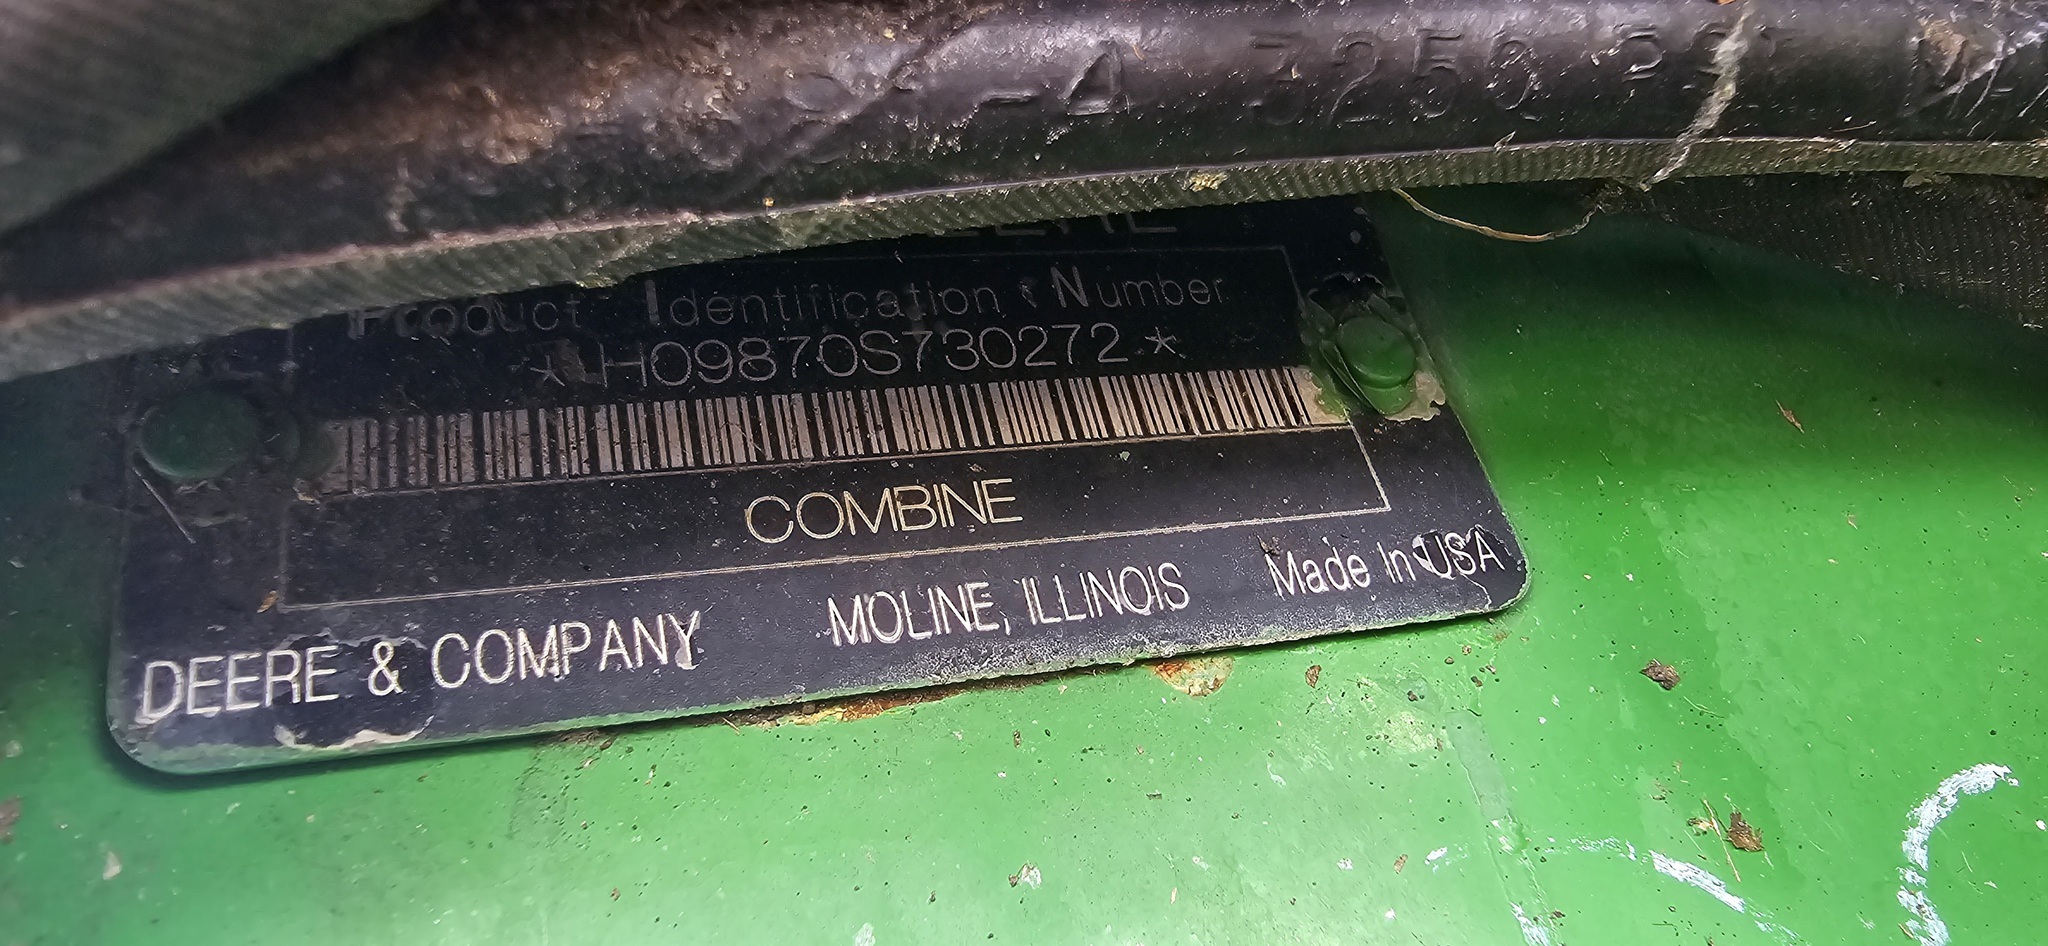 Product Identification Number
*H09870S730272*
COMBINE
DEERE & COMPANY MOLINE, ILLINOIS Made in USA